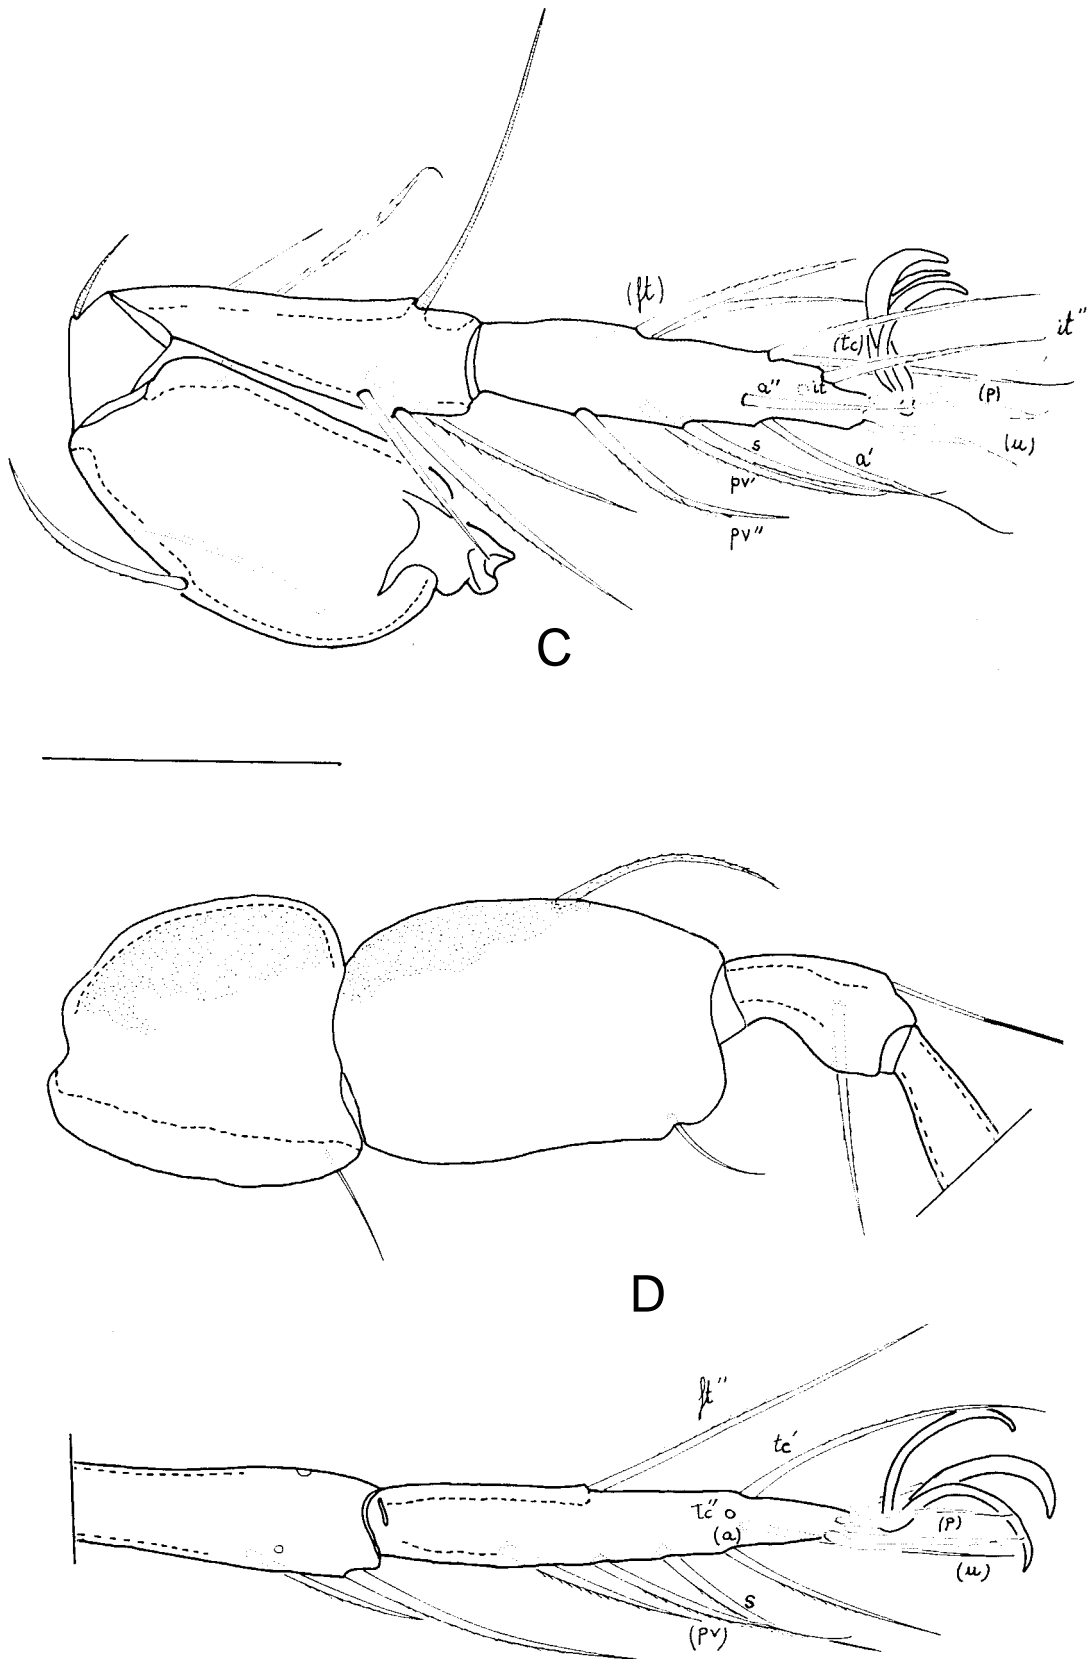 (ft)
it"
(tc)
a" it
(p)
(u)
s
a'
pv'
pv"
C
D
ft"
tc'
tc"
(a)
(p)
(u)
s
(pv)